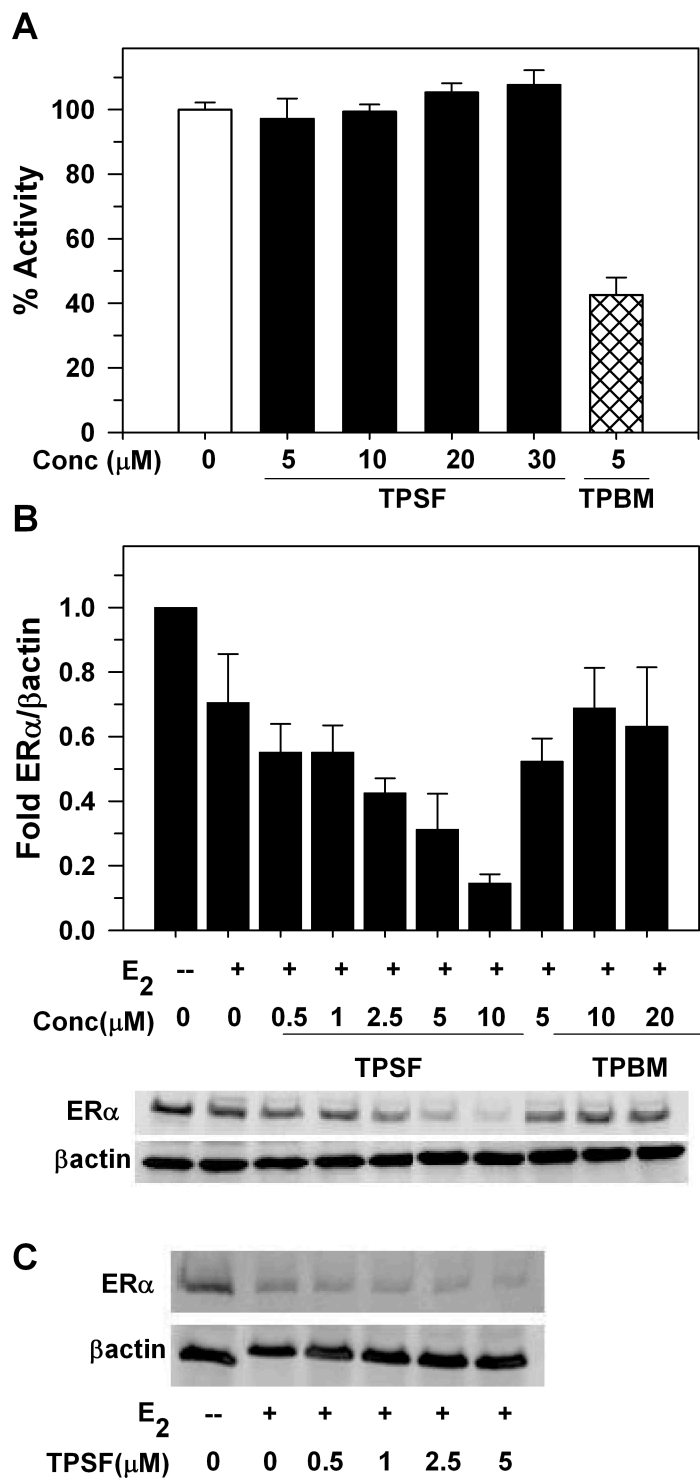 A
% Activity
100
80
60
40
20
0
Conc (μM) 0 5 10 20 30 5
TPSF TPBM
B
Fold ERα/βactin
1.0
0.8
0.6
0.4
0.2
0.0
E2 -- + + + + + + + + +
Conc(μM) 0 0 0.5 1 2.5 5 10 5 10 20
TPSF TPBM
ERα
βactin
C
ERα
βactin
E2 -- + + + + +
TPSF(μM) 0 0 0.5 1 2.5 5